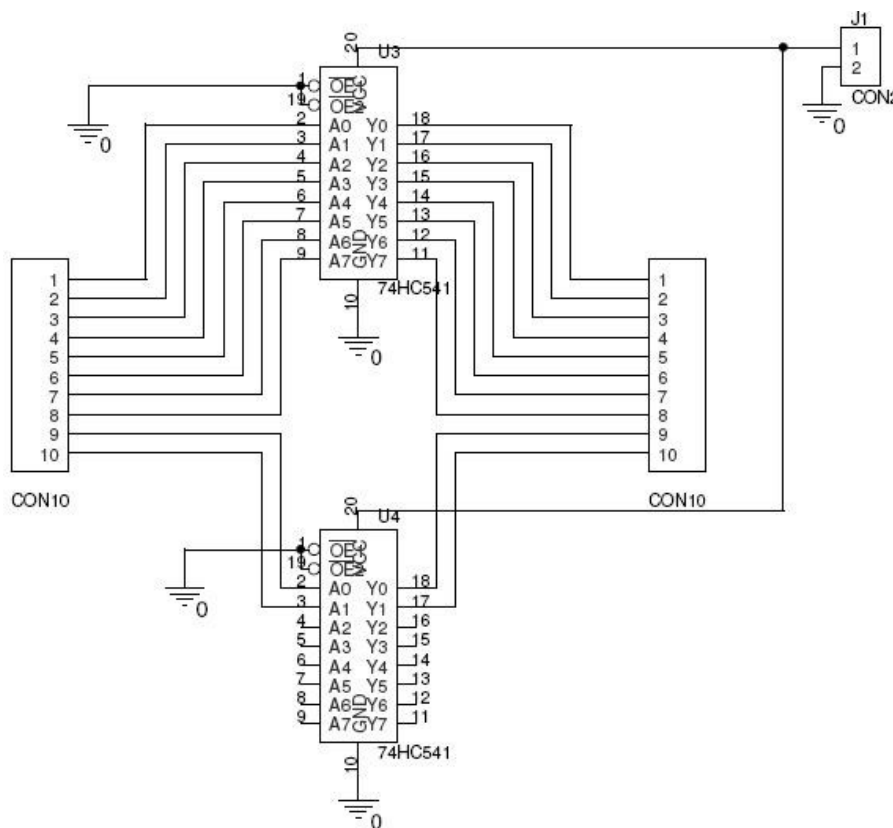 J1
20
U3
1
2
CON2
0
1 OE VCC
19 OE
0
2 A0 Y0 18
3 A1 Y1 17
4 A2 Y2 16
5 A3 Y3 15
6 A4 Y4 14
7 A5 Y5 13
8 A6 Y6 12
9 A7 GND Y7 11
74HC541
10
0
1
2
3
4
5
6
7
8
9
10
CON10
1
2
3
4
5
6
7
8
9
10
CON10
20
U4
1 OE VCC
19 OE
0
2 A0 Y0 18
3 A1 Y1 17
4 A2 Y2 16
5 A3 Y3 15
6 A4 Y4 14
7 A5 Y5 13
8 A6 Y6 12
9 A7 GND Y7 11
74HC541
10
0